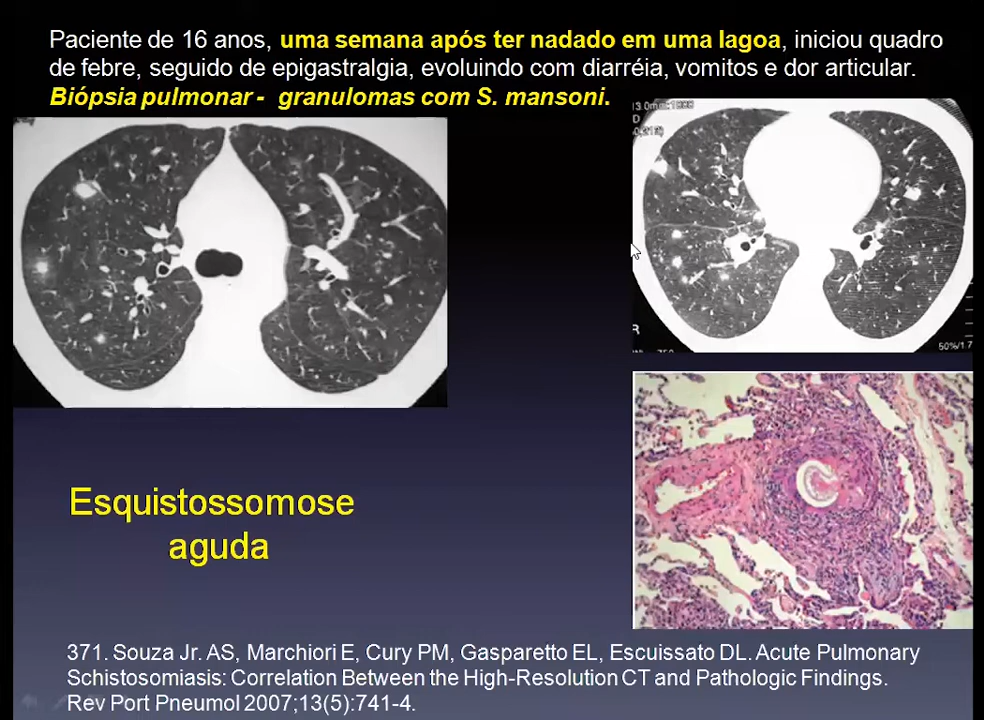 Paciente de 16 anos, uma semana após ter nadado em uma lagoa, iniciou quadro
de febre, seguido de epigastralgia, evoluindo com diarréia, vomitos e dor articular.
Biópsia pulmonar - granulomas com S. mansoni.
D
R
50%/1.7
Esquistossomose
aguda
371. Souza Jr. AS, Marchiori E, Cury PM, Gasparetto EL, Escuissato DL. Acute Pulmonary
Schistosomiasis: Correlation Between the High-Resolution CT and Pathologic Findings.
Rev Port Pneumol 2007;13(5):741-4.